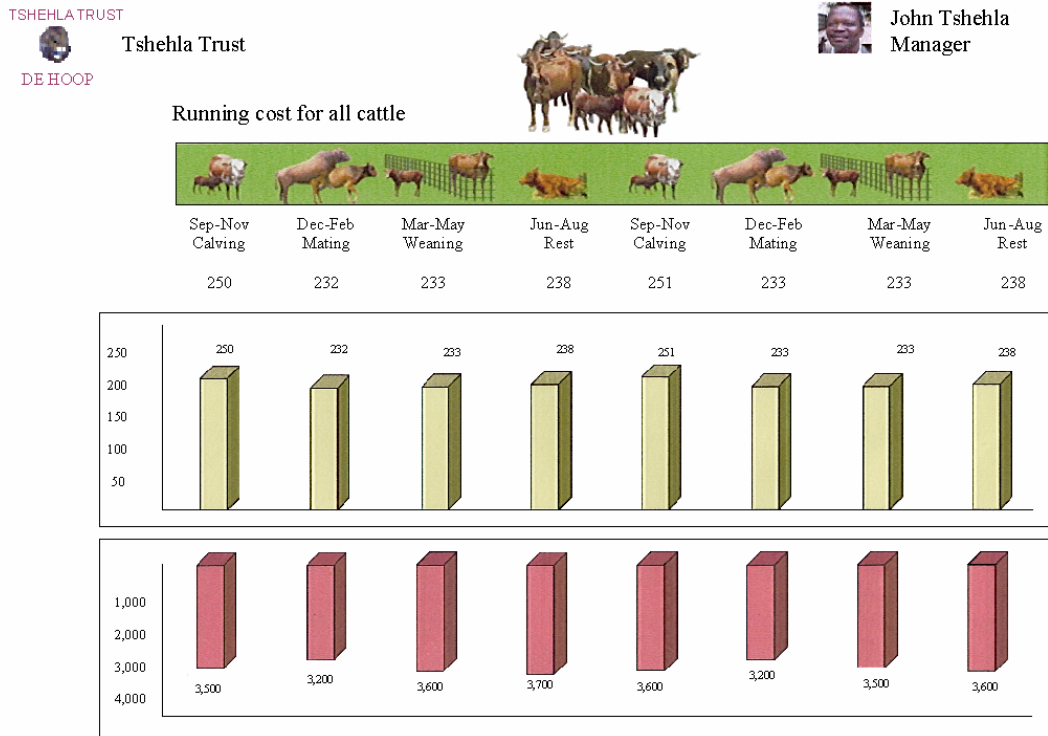 TSHEHLA TRUST
DE HOOP
Tshehla Trust
John Tshehla
Manager
Running cost for all cattle
Sep-Nov Dec-Feb Mar-May Jun-Aug Sep-Nov Dec-Feb Mar-May Jun-Aug
Calving Mating Weaning Rest Calving Mating Weaning Rest
250 232 233 238 251 233 233 238
250 232 233 238 251 233 233 238
250
200
150
100
50
1,000
2,000
3,000
4,000
3,500 3,200 3,600 3,700 3,600 3,200 3,500 3,600